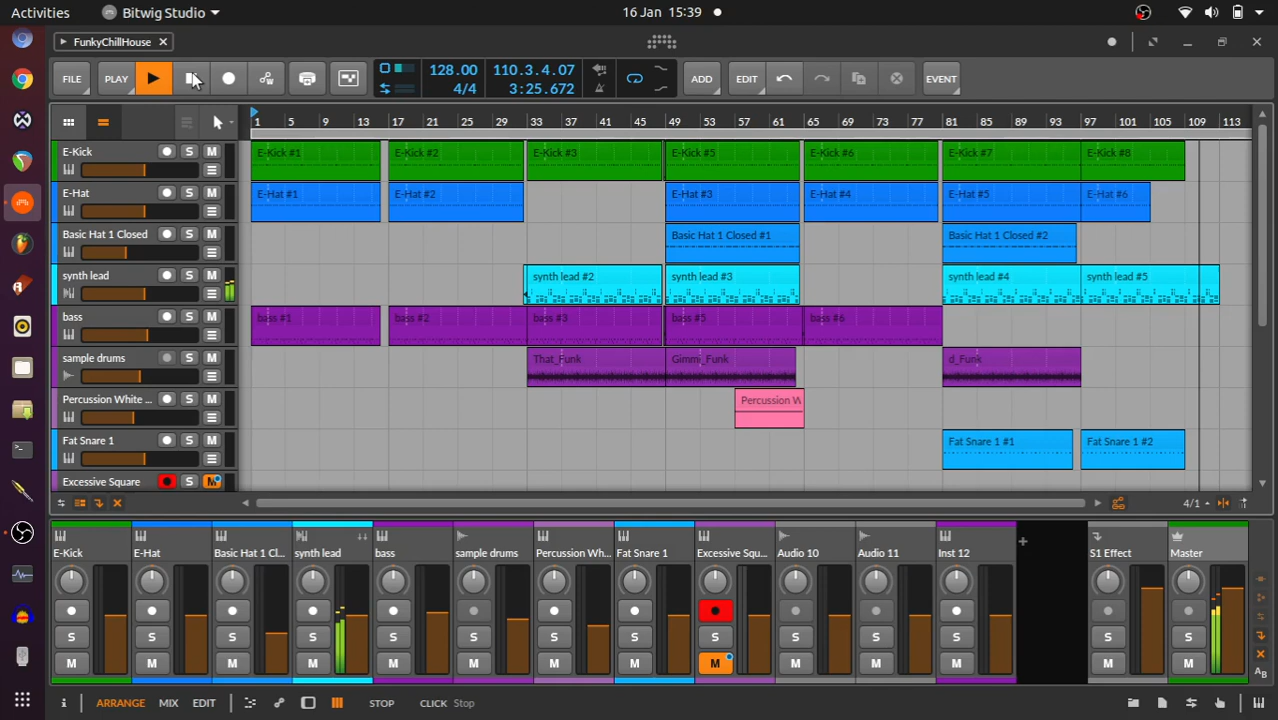 Activities Bitwig Studio 16 Jan 15:39
FunkyChillHouse
FILE PLAY 128.00 110.3.4.07 ADD EDIT EVENT
4/4 3:25.672
1 5 9 13 17 21 25 29 33 37 41 45 49 53 57 61 65 69 73 77 81 85 89 93 97 101 105 109 113
E-Kick S M E-Kick #1 E-Kick #2 E-Kick #3 E-Kick #5 E-Kick #6 E-Kick #7 E-Kick #8
E-Hat S M E-Hat #1 E-Hat #2 E-Hat #3 E-Hat #4 E-Hat #5 E-Hat #6
Basic Hat 1 Closed S M Basic Hat 1 Closed #1 Basic Hat 1 Closed #2
synth lead S M synth lead #2 synth lead #3 synth lead #4 synth lead #5
bass S M bass #1 bass #2 bass #3 bass #5 bass #6
sample drums S M That_Funk Gimmi_Funk d_Funk
Percussion White ... S M Percussion W
Fat Snare 1 S M Fat Snare 1 #1 Fat Snare 1 #2
Excessive Square S M
4/1
E-Kick E-Hat Basic Hat 1 Cl... synth lead bass sample drums Percussion Wh... Fat Snare 1 Excessive Squ... Audio 10 Audio 11 Inst 12 S1 Effect Master
S S S S S S S S S S S S S S
M M M M M M M M M M M M M M
AB
i ARRANGE MIX EDIT STOP CLICK Stop